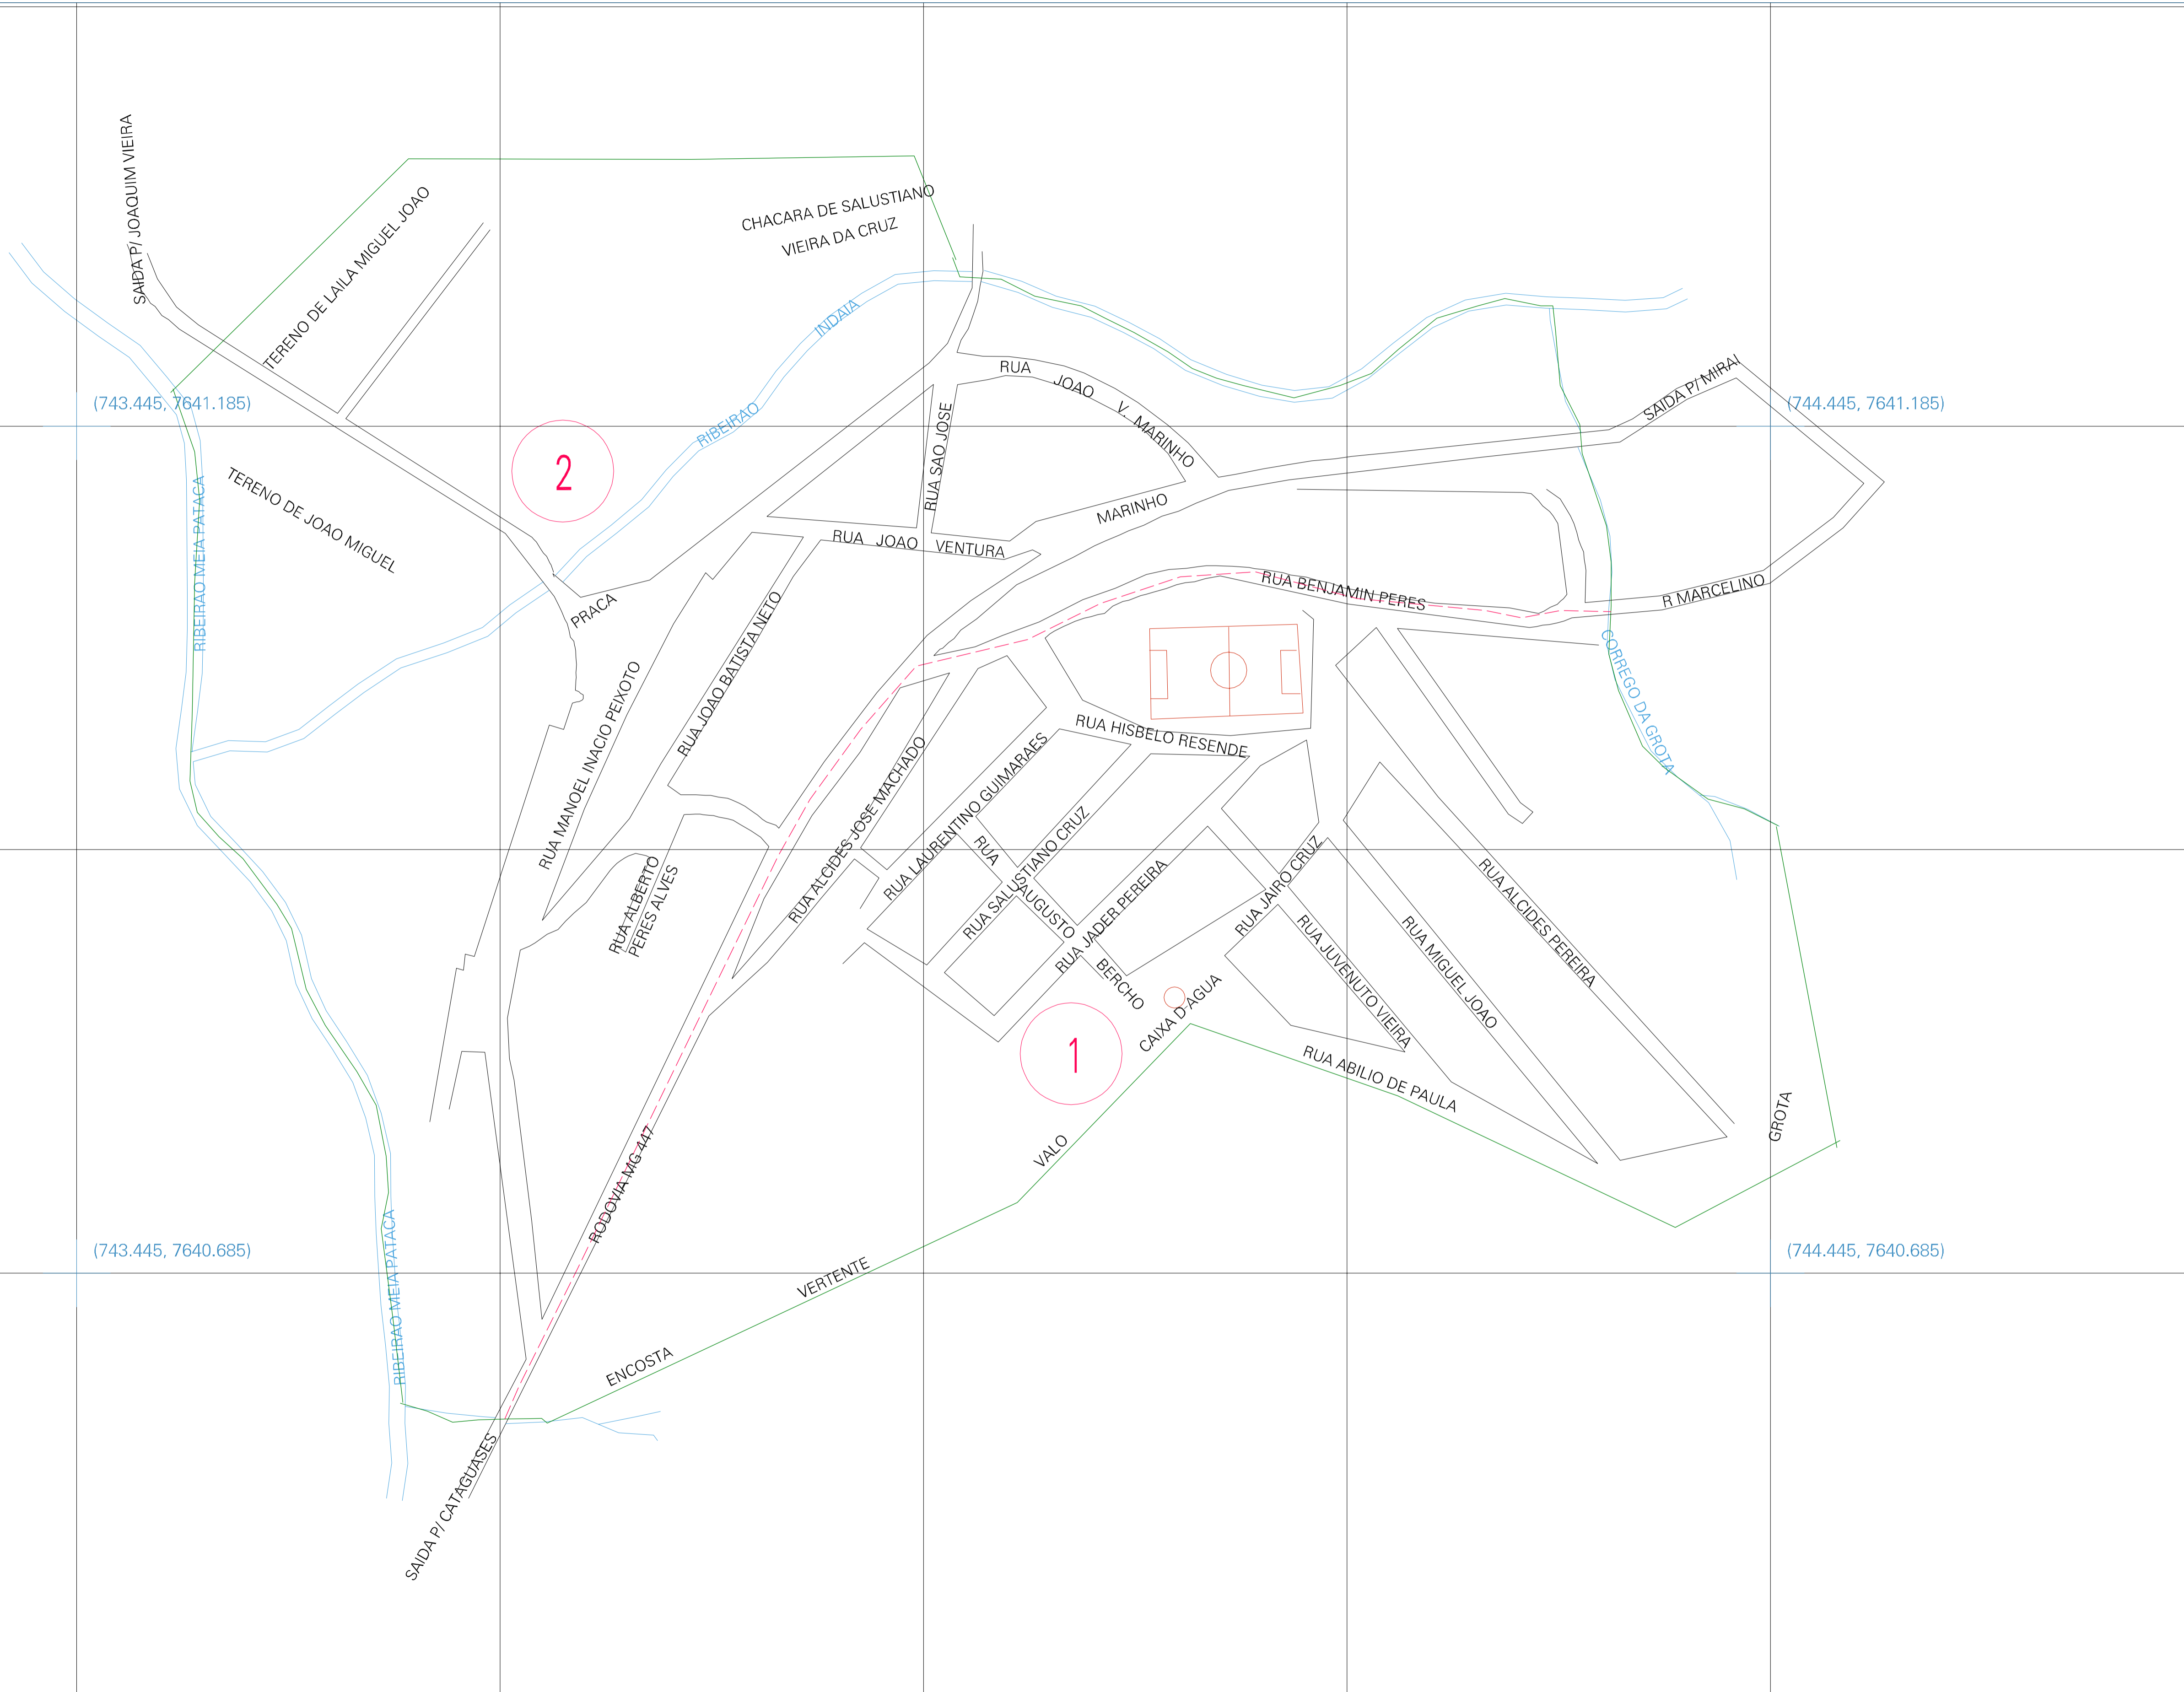 SAIDA P/ JOAQUIM VIEIRA
TERENO DE LAILA MIGUEL JOAO
CHACARA DE SALUSTIANO
VIEIRA DA CRUZ
RIBEIRAO INDAIA
RUA JOAO V. MARINHO
SAIDA P/ MIRAI
(743.445, 7641.185)
(744.445, 7641.185)
2
RUA SAO JOSE
TERENO DE JOAO MIGUEL
RIBEIRAO MEIA PATACA
MARINHO
RUA JOAO VENTURA
RUA BENJAMIN PERES
R MARCELINO
PRACA
CORREGO DA GROTA
RUA MANOEL INACIO PEIXOTO
RUA JOAO BATISTA NETO
RUA HISBELO RESENDE
RUA ALCIDES JOSE MACHADO
RUA LAURENTINO GUIMARAES
RUA SALUSTIANO CRUZ
RUA AUGUSTO BERCHO
RUA JADER PEREIRA
RUA JAIRO CRUZ
RUA ALBERTO
PERES ALVES
RUA JUVENUTO VIEIRA
RUA MIGUEL JOAO
RUA ALCIDES PEREIRA
CAIXA D-AGUA
1
RUA ABILIO DE PAULA
GROTA
VALO
RODOVIA MG 447
(743.445, 7640.685)
(744.445, 7640.685)
RIBEIRAO MEIA PATACA
VERTENTE
ENCOSTA
SAIDA P/ CATAGUASES